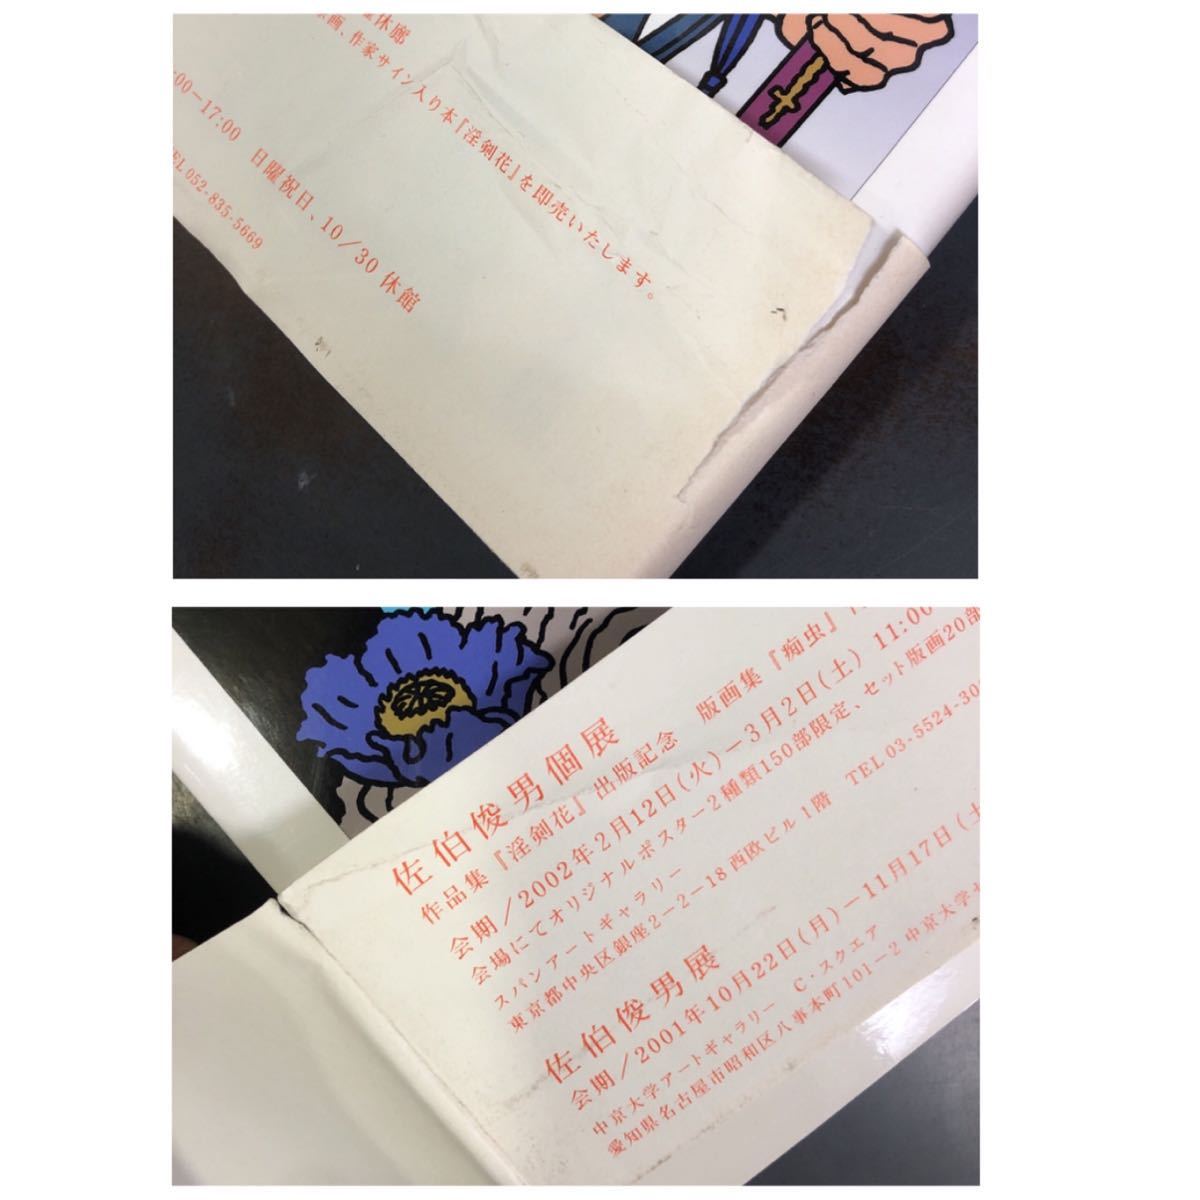 休廊
画、作家サイン入り本『淫剣花』を即売いたします。
:00−17:00 日曜祝日、10/30 休館
TEL052-835-5669
佐伯俊男個展
作品集『淫剣花』出版記念 版画集『痴虫』
会期/2002年2月12日(火)−3月2日(土) 11:00
会場にてオリジナルポスター2種類150部限定、セット版画20部
スパンアートギャラリー
東京都中央区銀座2−2−18 西欧ビル1階 TEL 03-5524-30
佐伯俊男展
会期/2001年10月22日(月)−11月17日(土
中京大学アートギャラリー C・スクエア
愛知県名古屋市昭和区八事本町101−2 中京大学